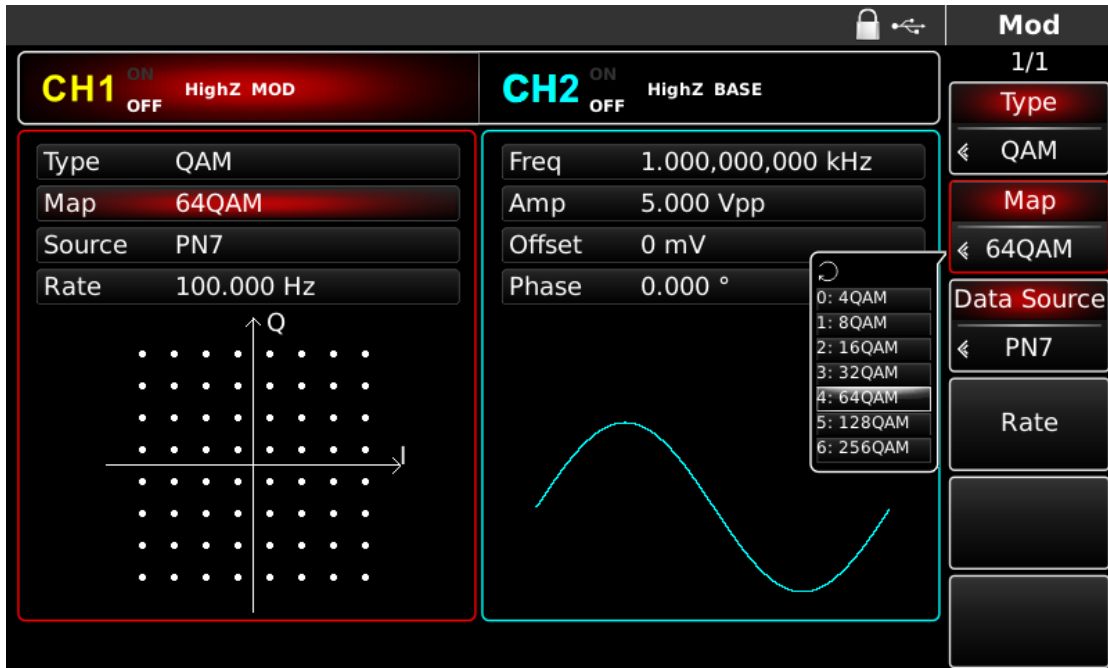 Mod
1/1
CH1 ON OFF HighZ MOD
CH2 ON OFF HighZ BASE
Type QAM
Map 64QAM
Source PN7
Rate 100.000 Hz
Q
I
Freq 1.000,000,000 kHz
Amp 5.000 Vpp
Offset 0 mV
Phase 0.000 °
0: 4QAM
1: 8QAM
2: 16QAM
3: 32QAM
4: 64QAM
5: 128QAM
6: 256QAM
Type
QAM
Map
64QAM
Data Source
PN7
Rate